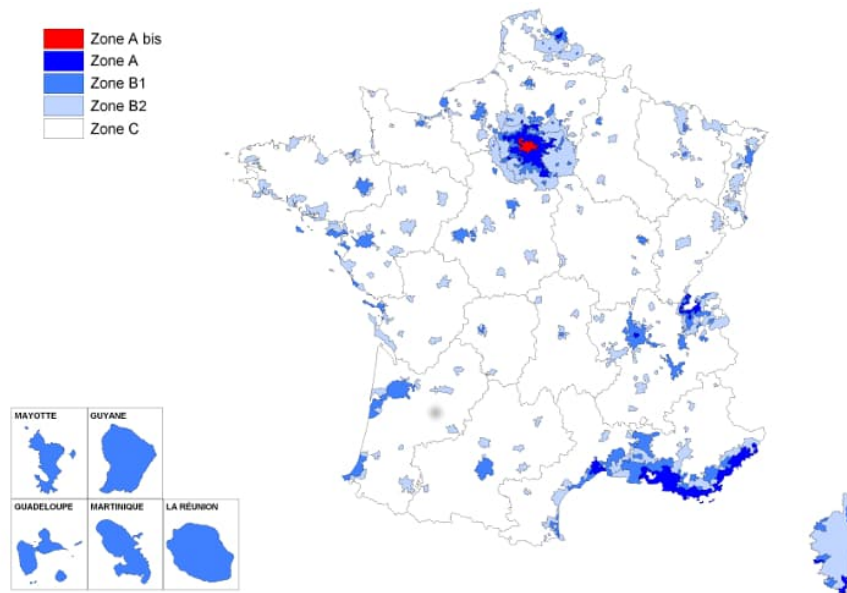 Zone A bis
Zone A
Zone B1
Zone B2
Zone C
MAYOTTE
GUYANE
GUADELOUPE
MARTINIQUE
LA RÉUNION